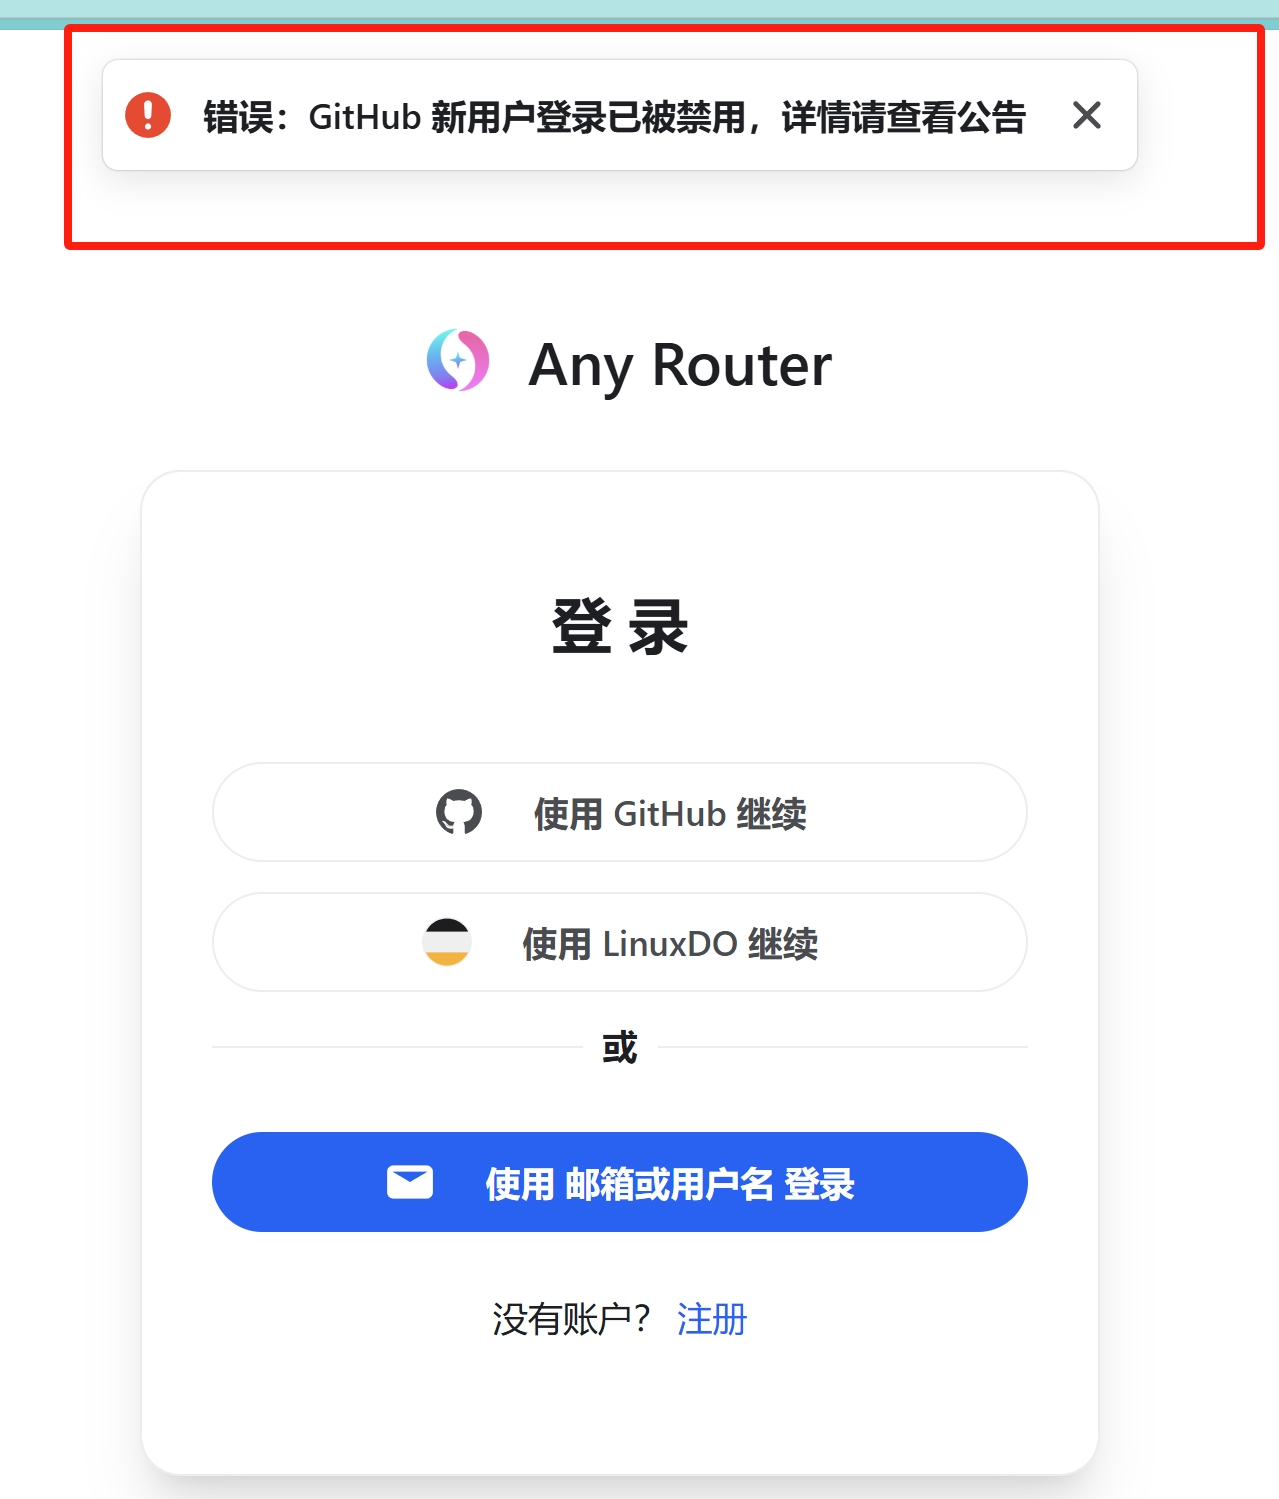 错误：GitHub 新用户登录已被禁用，详情请查看公告
Any Router
登 录
使用 GitHub 继续
使用 LinuxDO 继续
或
使用 邮箱或用户名 登录
没有账户？ 注册